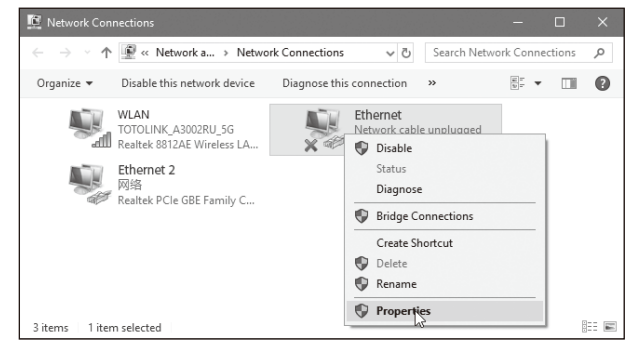 Network Connections
« Network a... › Network Connections
Search Network Connections
Organize
Disable this network device
Diagnose this connection
»
WLAN
TOTOLINK_A3002RU_5G
Realtek 8812AE Wireless LA...
Ethernet
Network cable unplugged
Ethernet 2
网络
Realtek PCIe GBE Family C...
Disable
Status
Diagnose
Bridge Connections
Create Shortcut
Delete
Rename
Properties
3 items
1 item selected